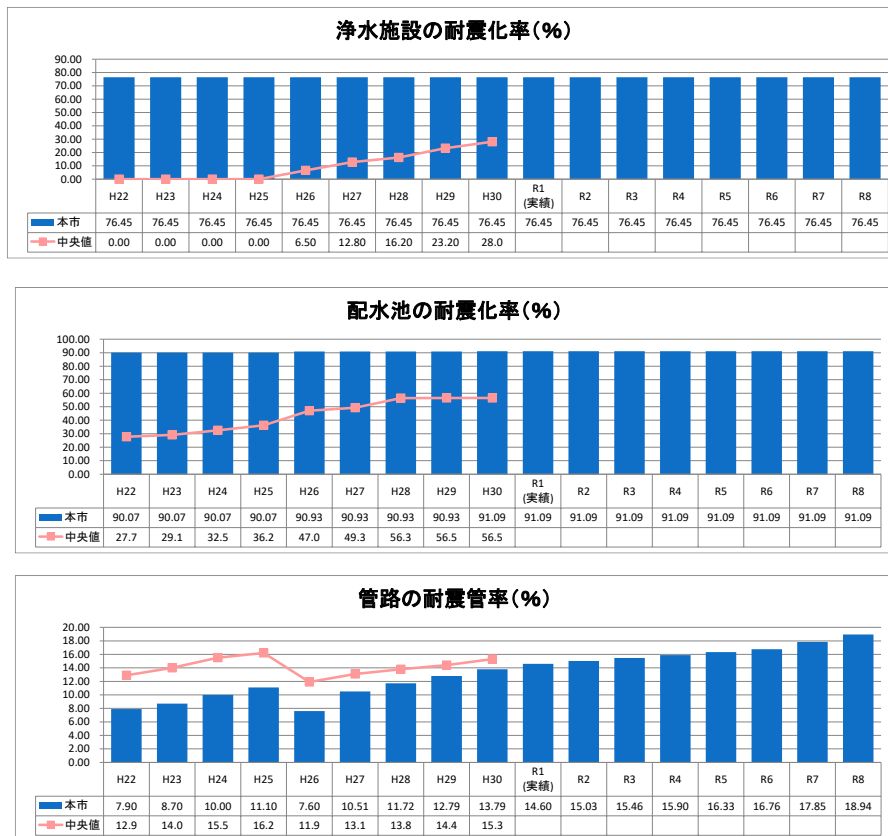 浄水施設の耐震化率(%)
90.00
80.00
70.00
60.00
50.00
40.00
30.00
20.00
10.00
0.00
H22 H23 H24 H25 H26 H27 H28 H29 H30 R1(実績) R2 R3 R4 R5 R6 R7 R8
本市 76.45 76.45 76.45 76.45 76.45 76.45 76.45 76.45 76.45 76.45 76.45 76.45 76.45 76.45 76.45 76.45 76.45
中央値 0.00 0.00 0.00 0.00 6.50 12.80 16.20 23.20 28.0
配水池の耐震化率(%)
100.00
90.00
80.00
70.00
60.00
50.00
40.00
30.00
20.00
10.00
0.00
H22 H23 H24 H25 H26 H27 H28 H29 H30 R1(実績) R2 R3 R4 R5 R6 R7 R8
本市 90.07 90.07 90.07 90.07 90.93 90.93 90.93 90.93 91.09 91.09 91.09 91.09 91.09 91.09 91.09 91.09 91.09
中央値 27.7 29.1 32.5 36.2 47.0 49.3 56.3 56.5 56.5
管路の耐震管率(%)
20.00
18.00
16.00
14.00
12.00
10.00
8.00
6.00
4.00
2.00
0.00
H22 H23 H24 H25 H26 H27 H28 H29 H30 R1(実績) R2 R3 R4 R5 R6 R7 R8
本市 7.90 8.70 10.00 11.10 7.60 10.51 11.72 12.79 13.79 14.60 15.03 15.46 15.90 16.33 16.76 17.85 18.94
中央値 12.9 14.0 15.5 16.2 11.9 13.1 13.8 14.4 15.3